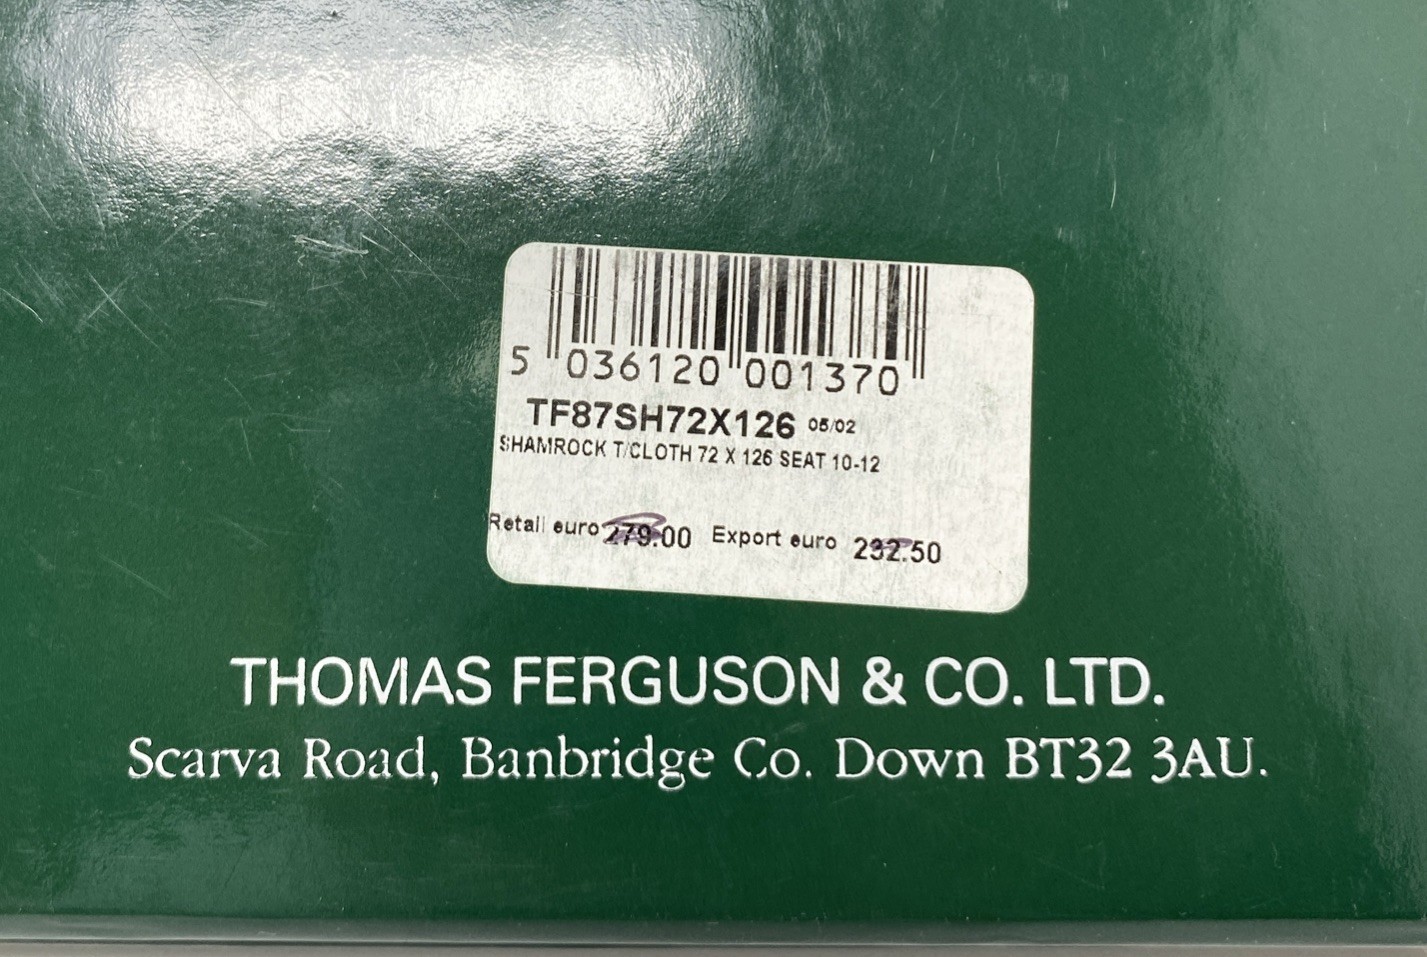 5 036120 001370
TF87SH72X126 05/02
SHAMROCK T/CLOTH 72 X 126 SEAT 10-12
Retail euro 279.00 Export euro 232.50
THOMAS FERGUSON & CO. LTD.
Scarva Road, Banbridge Co. Down BT32 3AU.